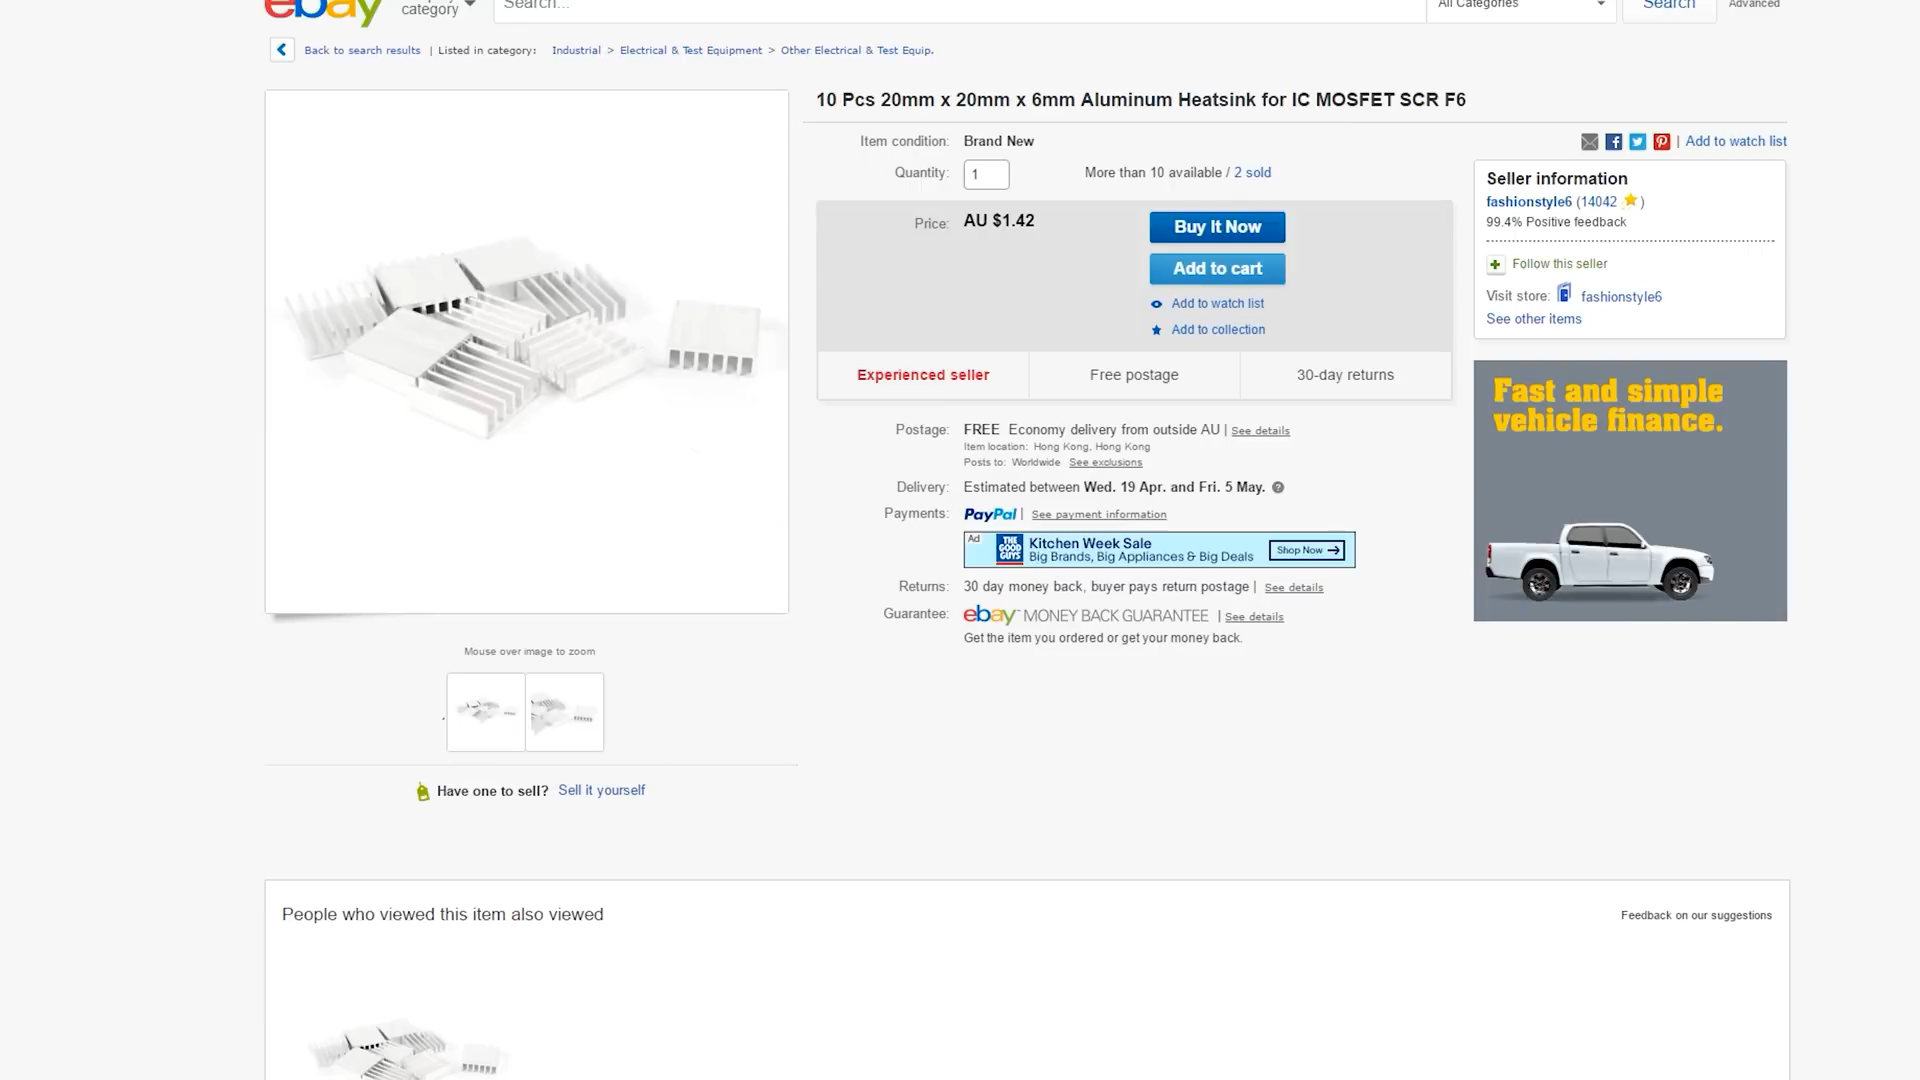 ebay
category
Search...
All Categories
Search
Advanced
Back to search results | Listed in category: Industrial > Electrical & Test Equipment > Other Electrical & Test Equip.
10 Pcs 20mm x 20mm x 6mm Aluminum Heatsink for IC MOSFET SCR F6
Item condition: Brand New
| Add to watch list
Quantity: 1 More than 10 available / 2 sold
Price: AU $1.42
Buy It Now
Add to cart
Add to watch list
Add to collection
Experienced seller
Free postage
30-day returns
Seller information
fashionstyle6 (14042 )
99.4% Positive feedback
Follow this seller
Visit store: fashionstyle6
See other items
Fast and simple
vehicle finance.
Postage: FREE Economy delivery from outside AU | See details
Item location: Hong Kong, Hong Kong
Posts to: Worldwide See exclusions
Delivery: Estimated between Wed. 19 Apr. and Fri. 5 May. ?
Payments: PayPal | See payment information
Ad
THE GOOD GUYS
Kitchen Week Sale
Big Brands, Big Appliances & Big Deals
Shop Now →
Returns: 30 day money back, buyer pays return postage | See details
Guarantee: ebay™ MONEY BACK GUARANTEE | See details
Get the item you ordered or get your money back.
Mouse over image to zoom
Have one to sell? Sell it yourself
People who viewed this item also viewed
Feedback on our suggestions